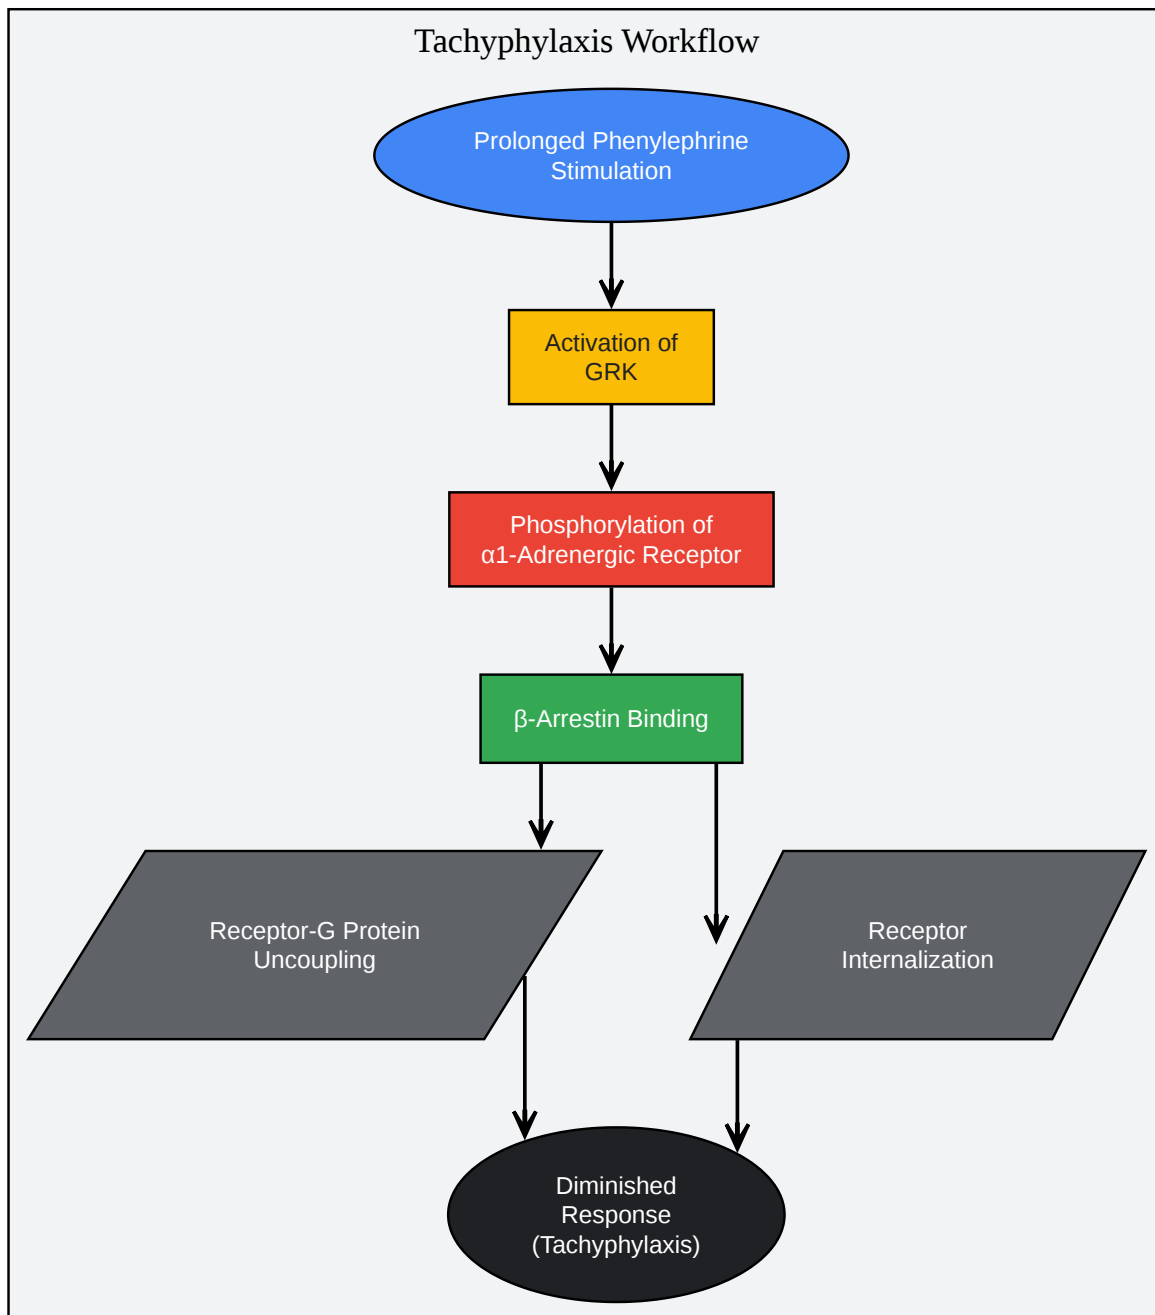 Tachyphylaxis Workflow
Prolonged Phenylephrine
Stimulation
Activation of
GRK
Phosphorylation of
α1-Adrenergic Receptor
β-Arrestin Binding
Receptor-G Protein
Uncoupling
Receptor
Internalization
Diminished
Response
(Tachyphylaxis)